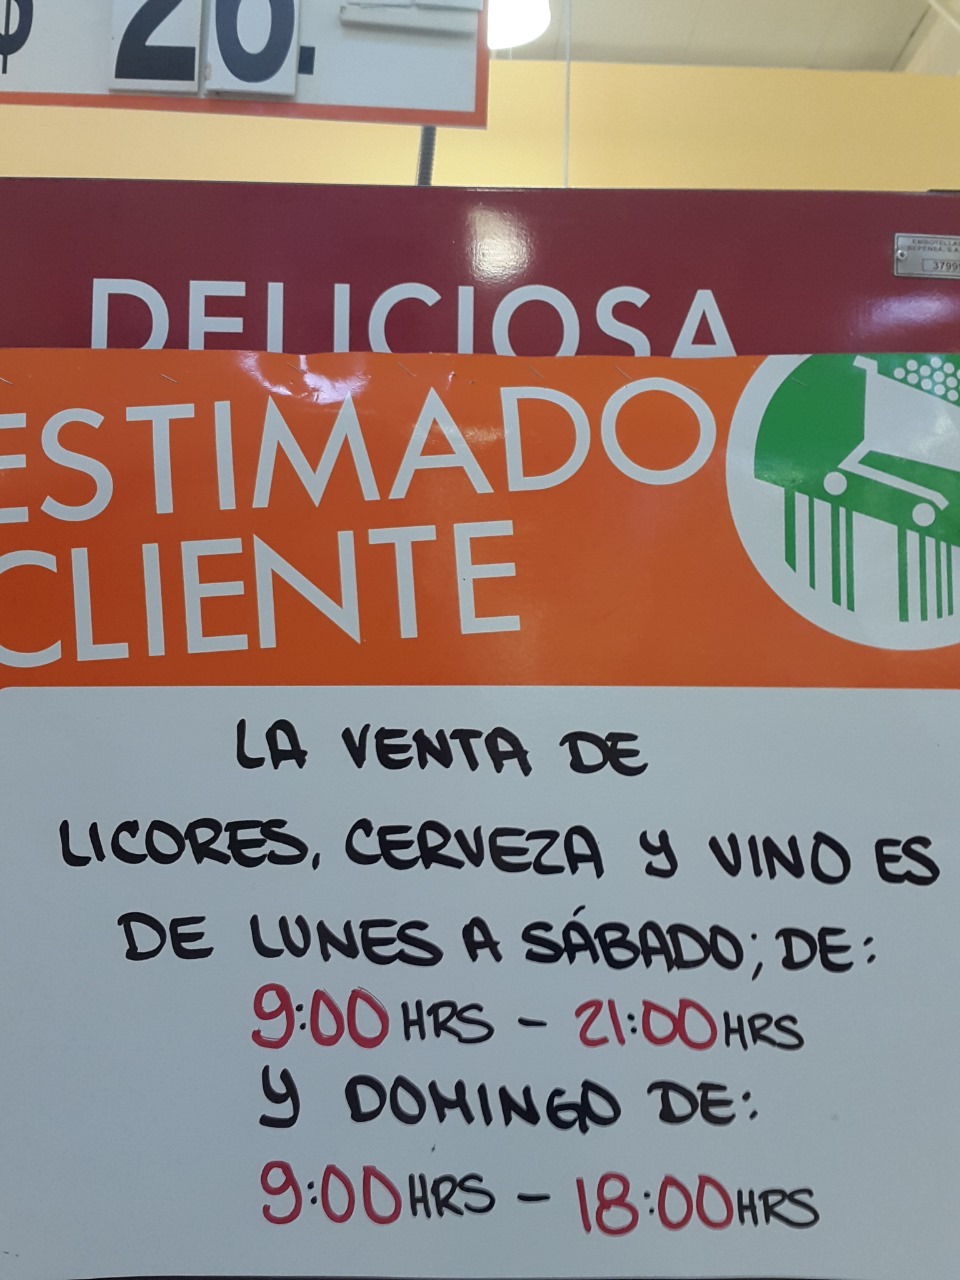 $ 20.
DELICIOSA
37999
ESTIMADO
CLIENTE
LA VENTA DE
LICORES, CERVEZA Y VINO ES
DE LUNES A SÁBADO; DE:
9:00 HRS - 21:00 HRS
Y DOMINGO DE:
9:00 HRS - 18:00 HRS